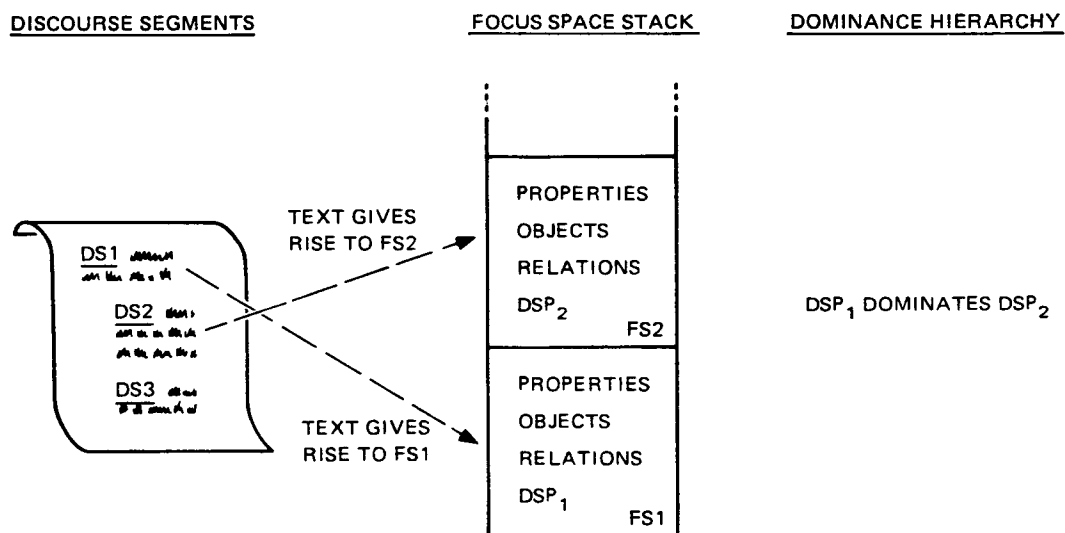 DISCOURSE SEGMENTS
FOCUS SPACE STACK
DOMINANCE HIERARCHY
DS1
DS2
DS3
TEXT GIVES
RISE TO FS2
TEXT GIVES
RISE TO FS1
PROPERTIES
OBJECTS
RELATIONS
DSP₂
FS2
PROPERTIES
OBJECTS
RELATIONS
DSP₁
FS1
DSP₁ DOMINATES DSP₂